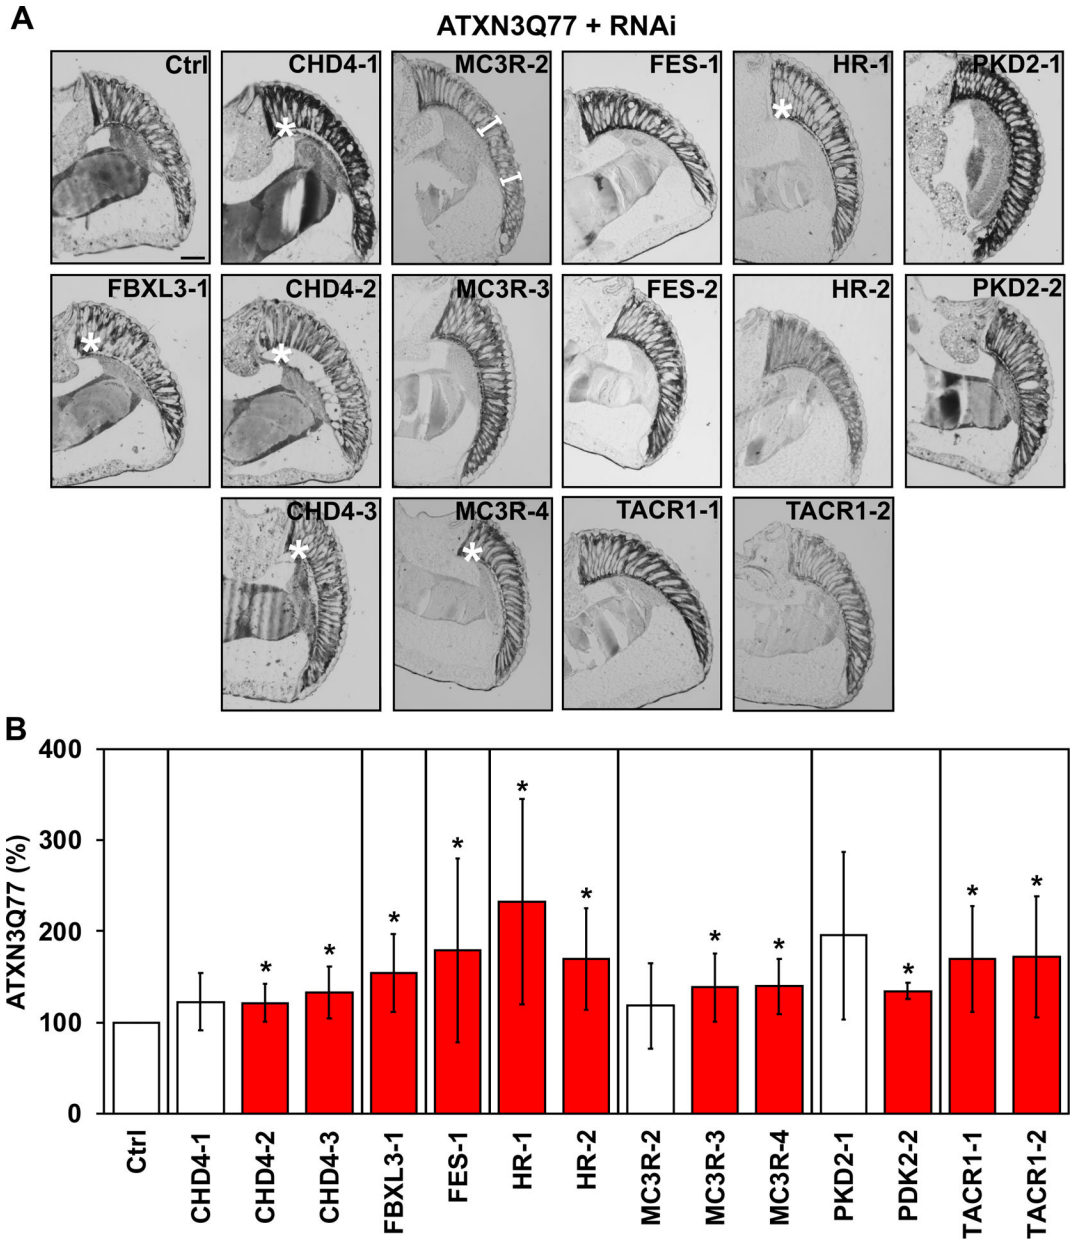 A
ATXN3Q77 + RNAi
Ctrl CHD4-1 MC3R-2 FES-1 HR-1 PKD2-1
FBXL3-1 CHD4-2 MC3R-3 FES-2 HR-2 PKD2-2
CHD4-3 MC3R-4 TACR1-1 TACR1-2
B
ATXN3Q77 (%)
400
300
200
100
0
Ctrl CHD4-1 CHD4-2 CHD4-3 FBXL3-1 FES-1 HR-1 HR-2 MC3R-2 MC3R-3 MC3R-4 PKD2-1 PDK2-2 TACR1-1 TACR1-2